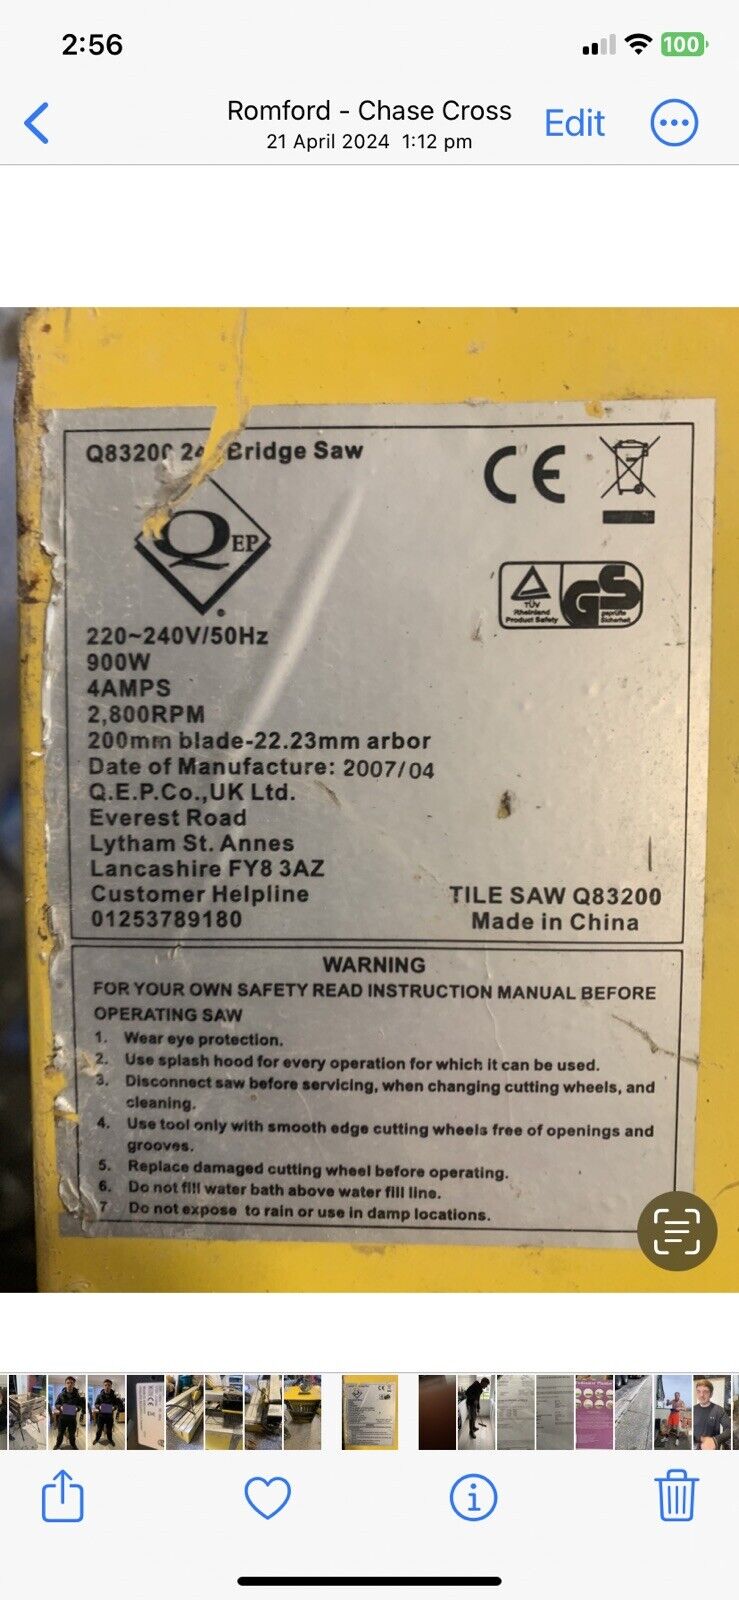 2:56
100
Romford - Chase Cross
21 April 2024 1:12 pm
Edit
Bridge Saw
CE
QEP
TÜV
Rheinland
Product Safety
GS
geprüfte
Sicherheit
220~240V/50Hz
900W
4AMPS
2,800RPM
200mm blade-22.23mm arbor
Date of Manufacture: 2007/04
Q.E.P.Co.,UK Ltd.
Everest Road
Lytham St. Annes
Lancashire FY8 3AZ
Customer Helpline
01253789180
TILE SAW Q83200
Made in China
WARNING
FOR YOUR OWN SAFETY READ INSTRUCTION MANUAL BEFORE
OPERATING SAW
1. Wear eye protection.
2. Use splash hood for every operation for which it can be used.
3. Disconnect saw before servicing, when changing cutting wheels, and
cleaning.
4. Use tool only with smooth edge cutting wheels free of openings and
grooves.
5. Replace damaged cutting wheel before operating.
6. Do not fill water bath above water fill line.
7 Do not expose to rain or use in damp locations.